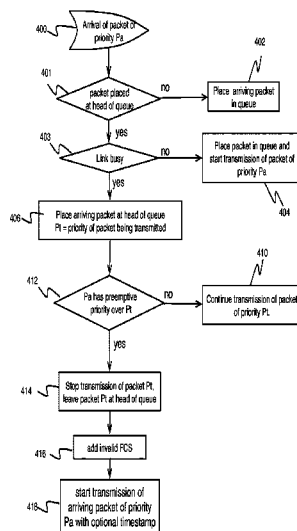 400
Arrival of packet of
priority Pa
401
packet placed
at head of queue
no
402
Place arriving packet
in queue
yes
403
Link busy
no
Place packet in queue and
start transmission of packet of
priority Pa
404
yes
406
Place arriving packet at head of queue
Pt = priority of packet being transmitted
412
Pa has preemptive
priority over Pt
no
410
Continue transmission of packet
of priority Pt.
yes
414
Stop transmission of packet Pt,
leave packet Pt at head of queue
416
add invalid FCS
418
start transmission of
arriving packet of priority
Pa with optional timestamp